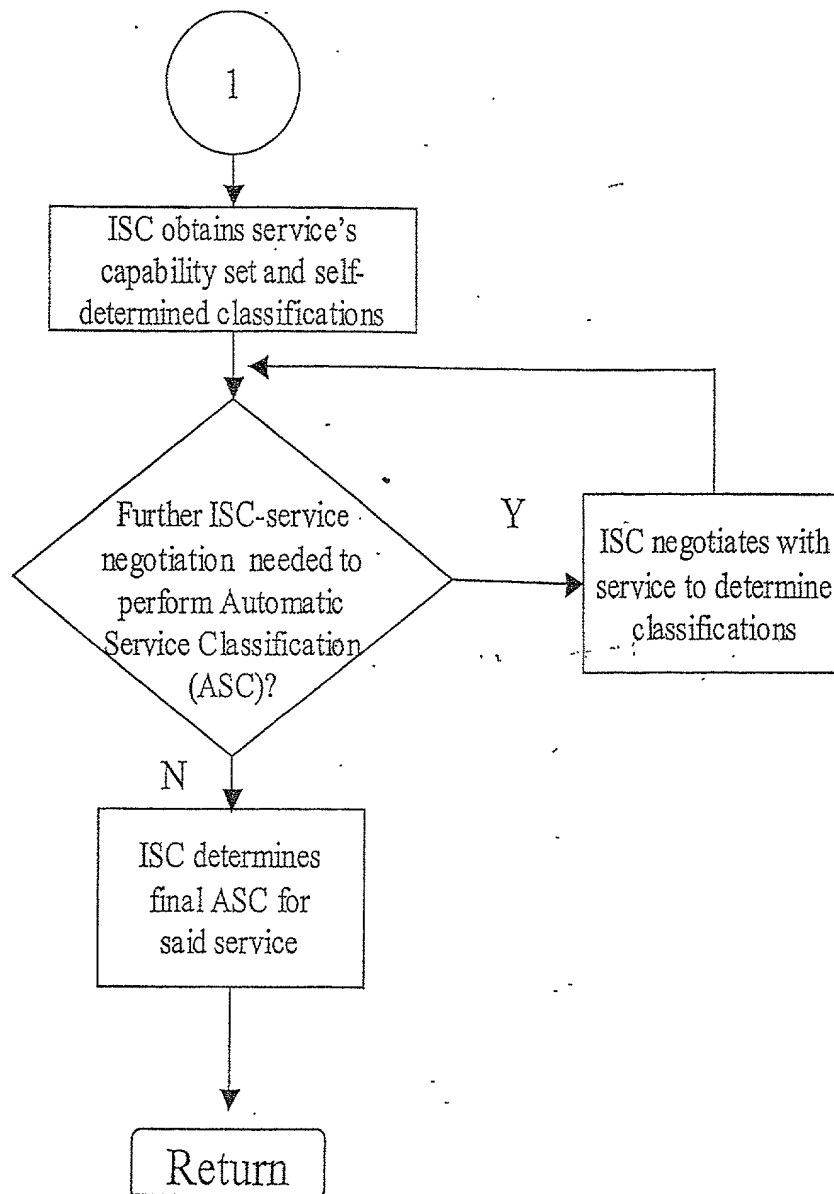 1
ISC obtains service's
capability set and self-
determined classifications
Further ISC-service
negotiation needed to
perform Automatic
Service Classification
(ASC)?
Y
ISC negotiates with
service to determine
classifications
N
ISC determines
final ASC for
said service
Return